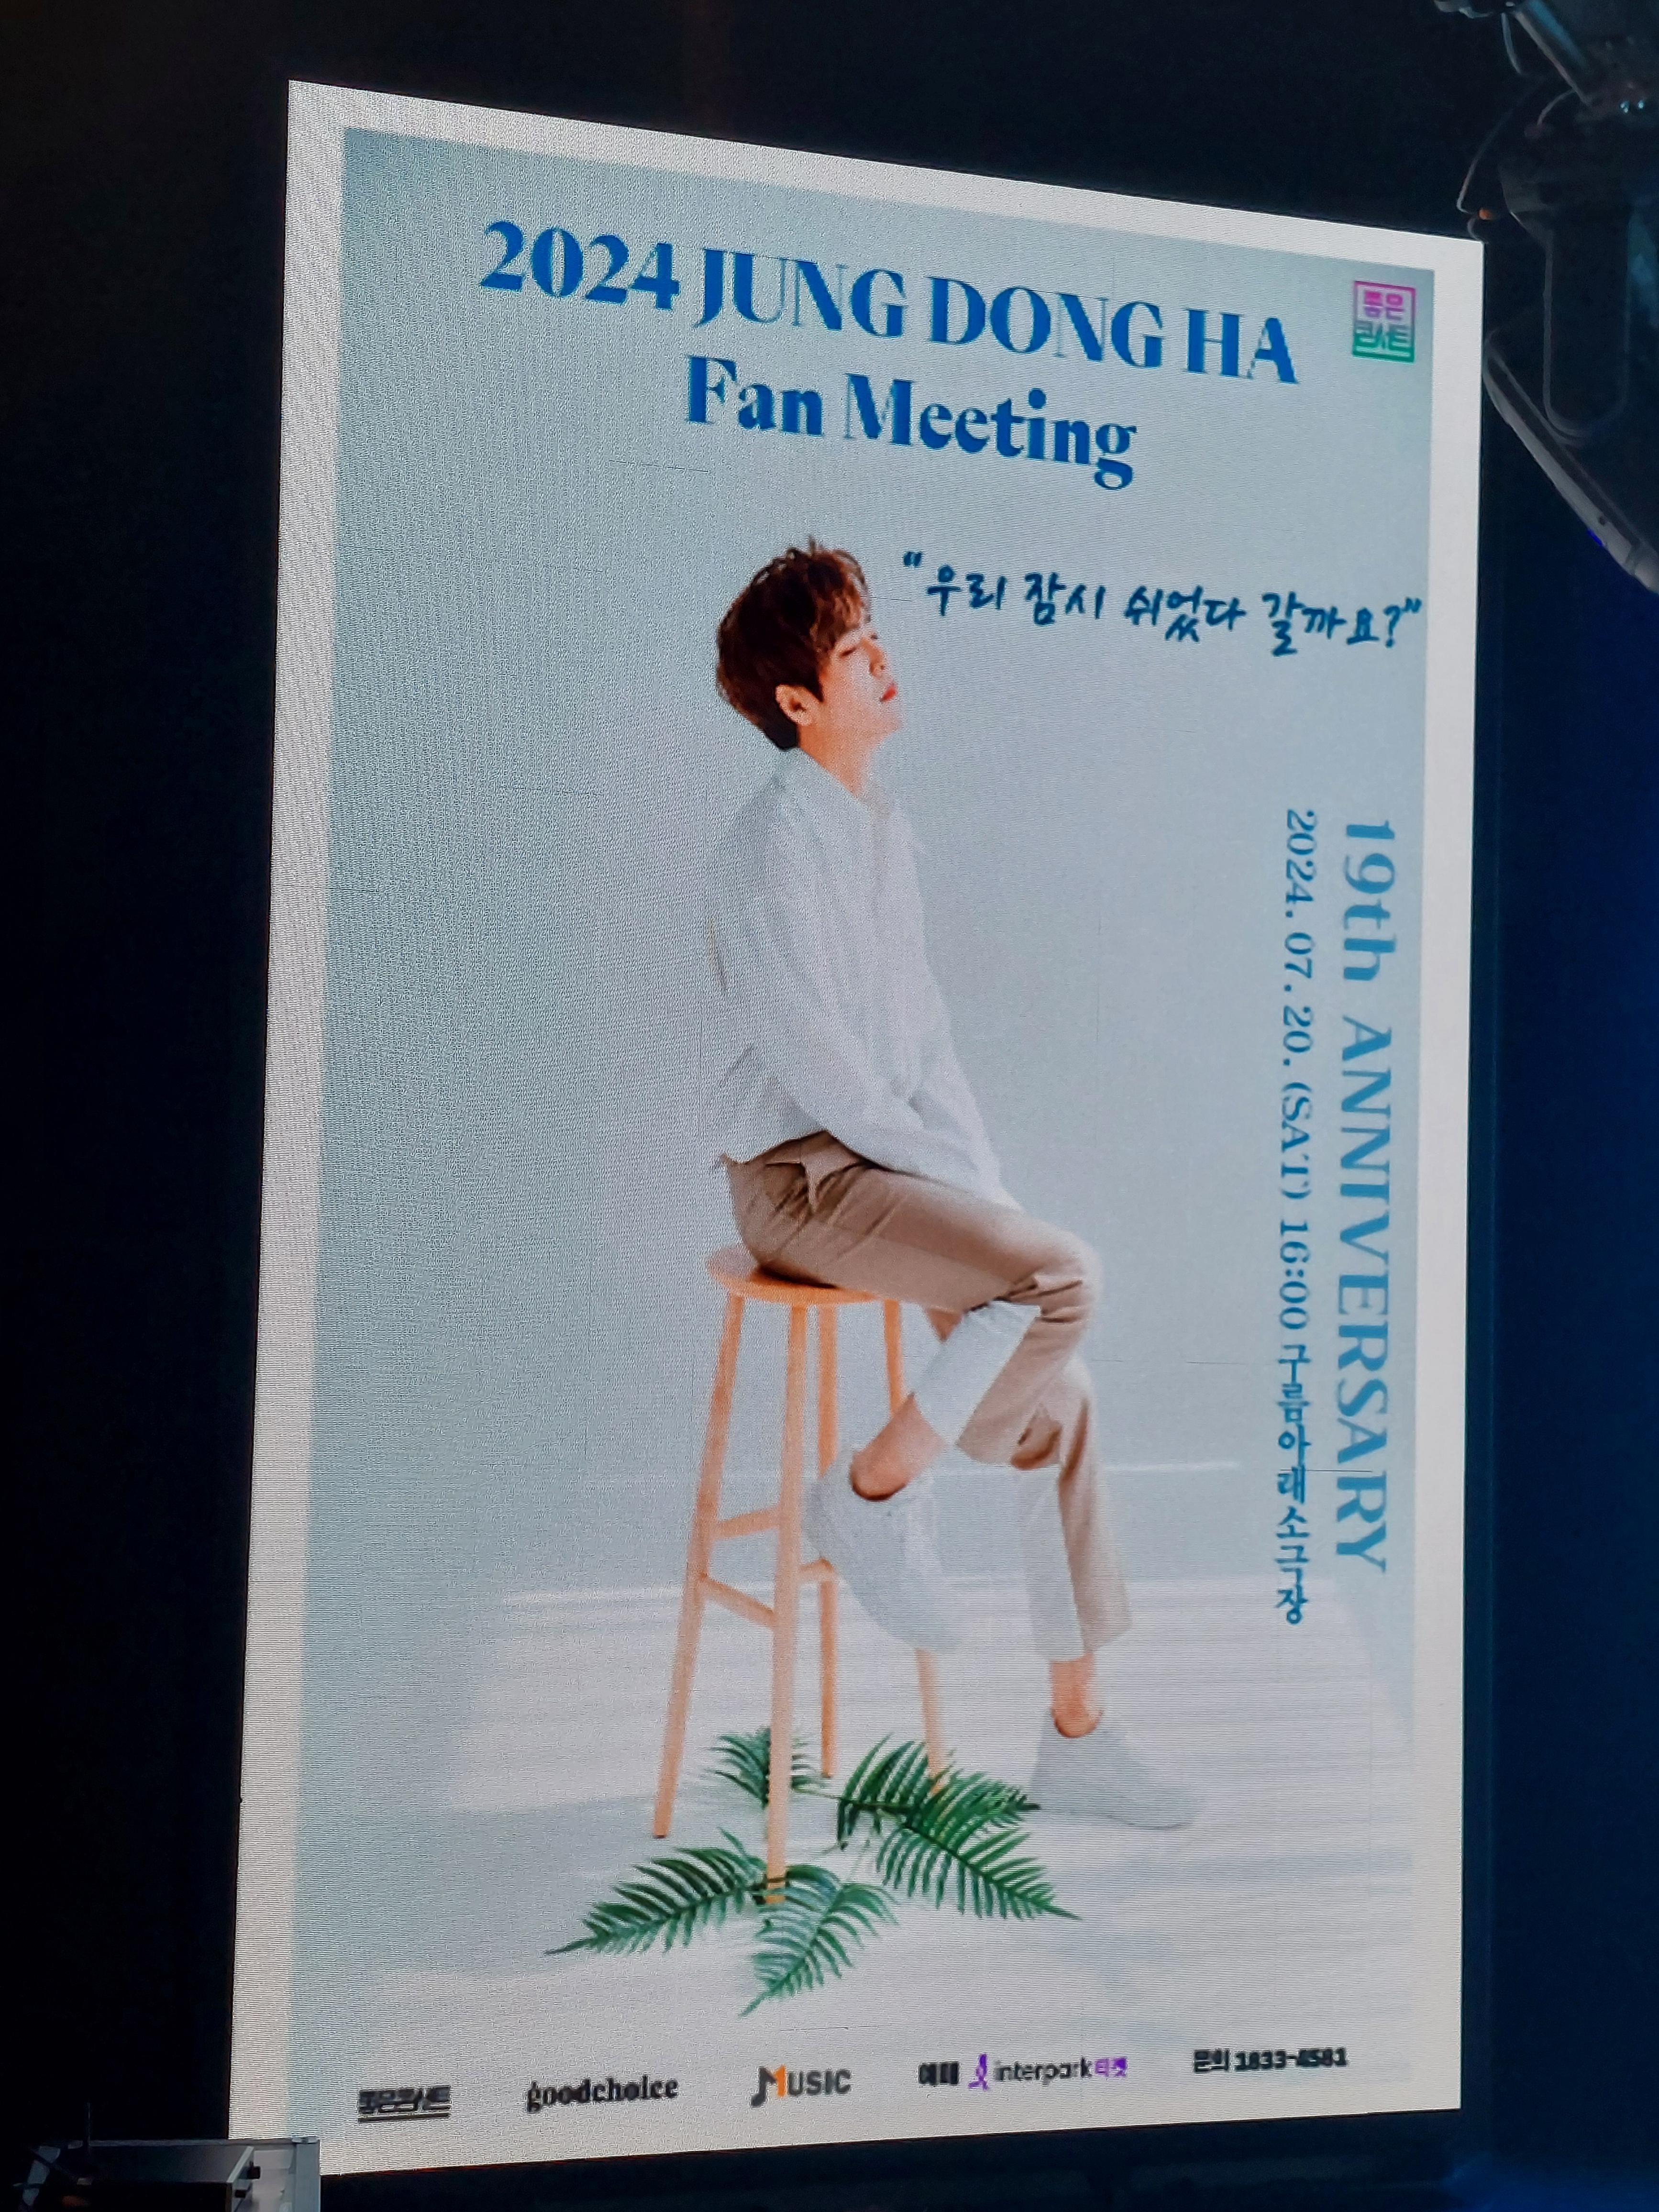 2024 JUNG DONG HA
Fan Meeting
좋은
콘서트
"우리 잠시 쉬었다 갈까요?"
19th ANNIVERSARY
2024. 07. 20. (SAT) 16:00 구름아래소극장
좋은콘서트
goodchoice
MUSIC
예매 interpark티켓
문의 1833-4581